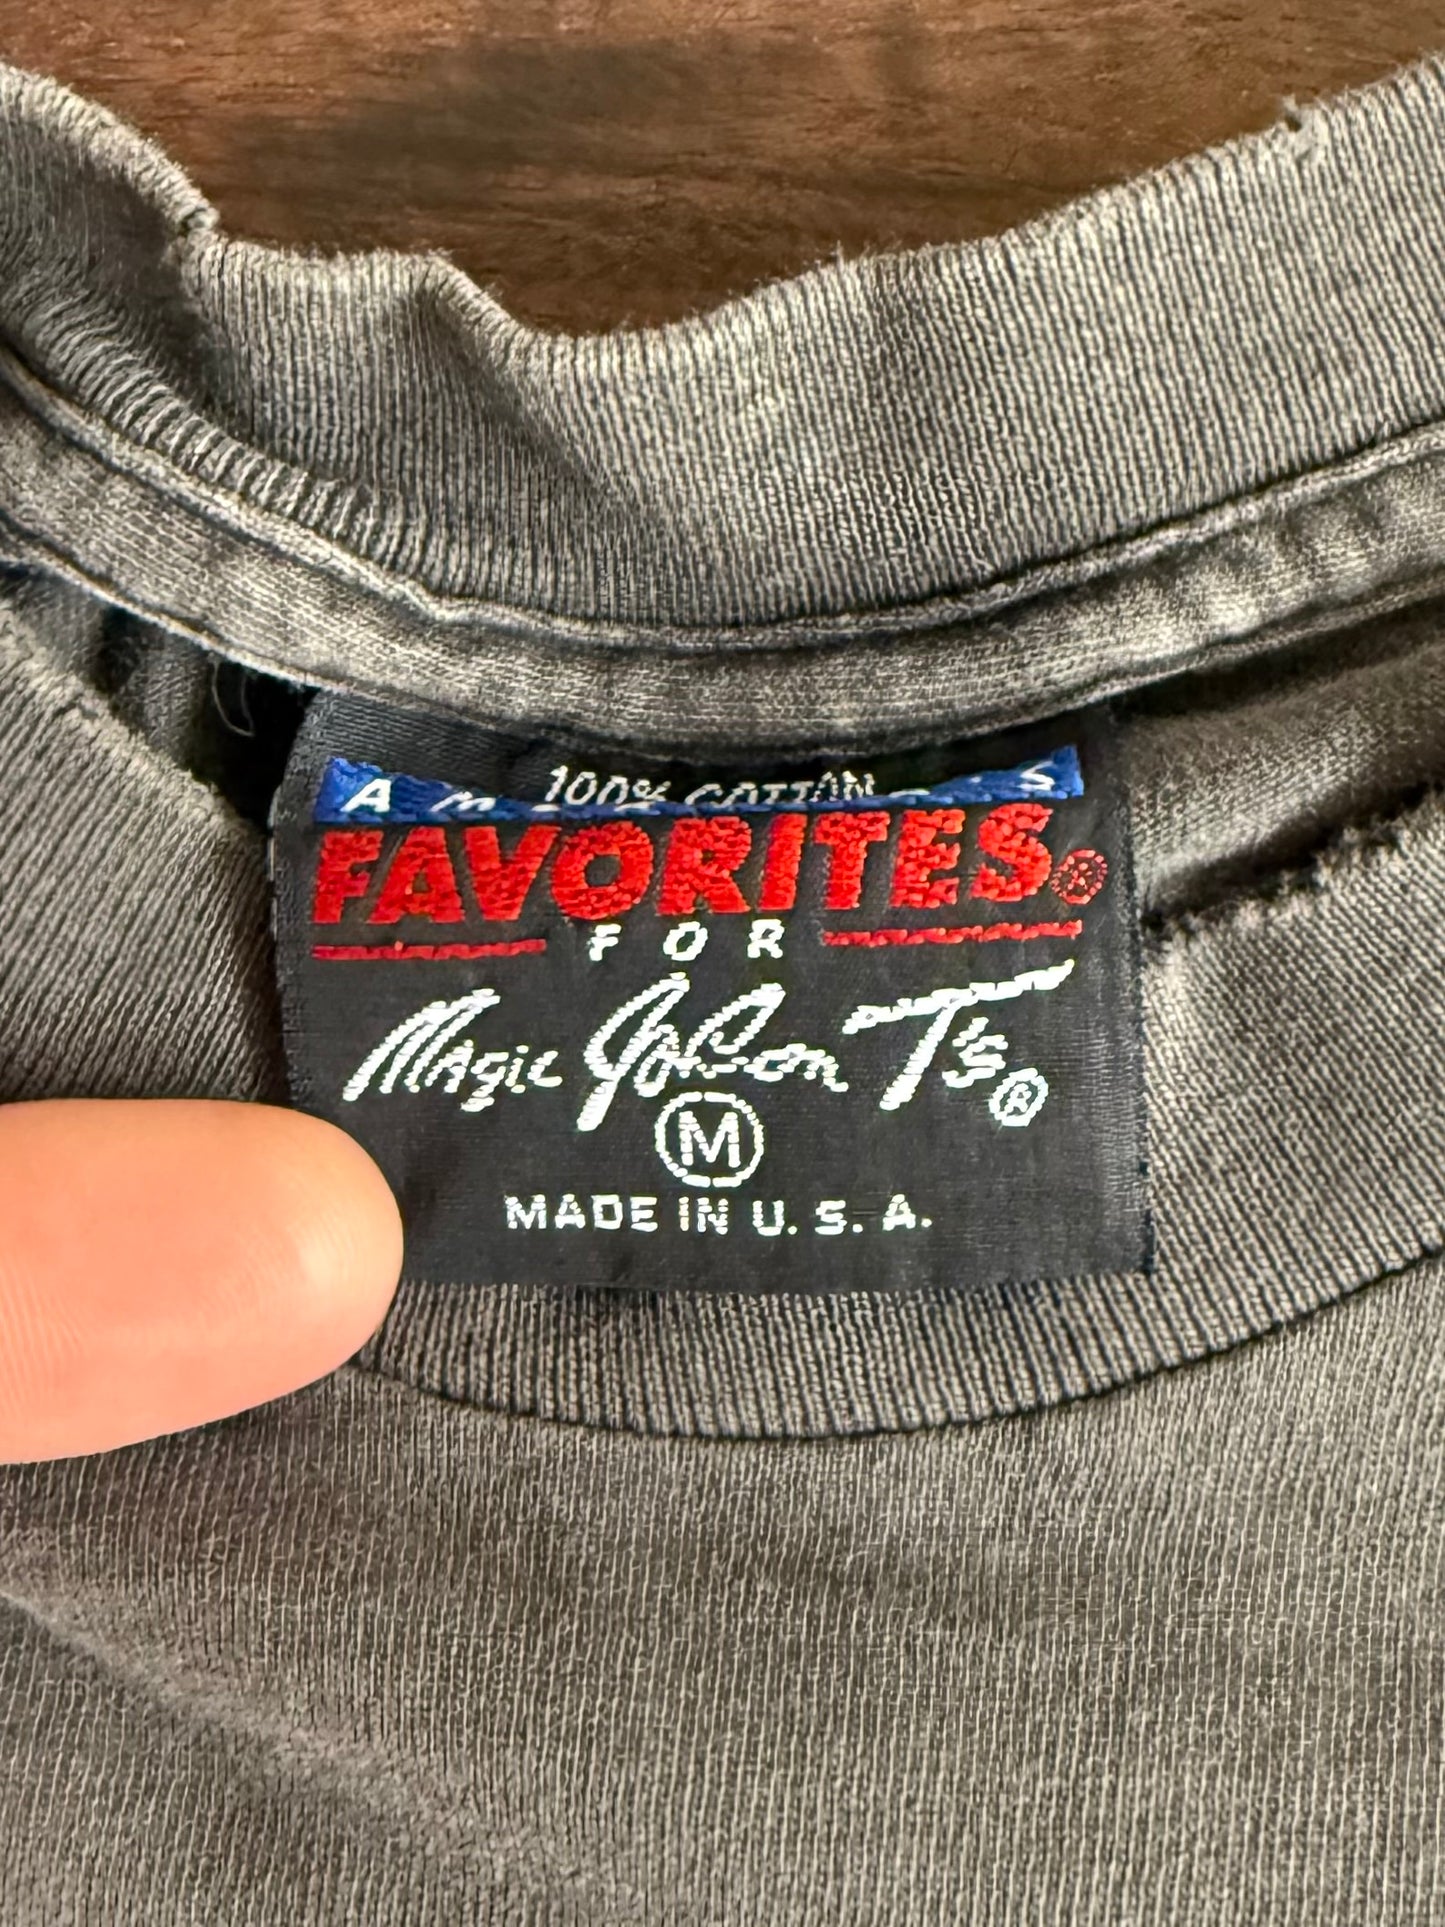 100% COTTON
FAVORITES®
FOR
Magic Johnson T's®
M
MADE IN U.S.A.